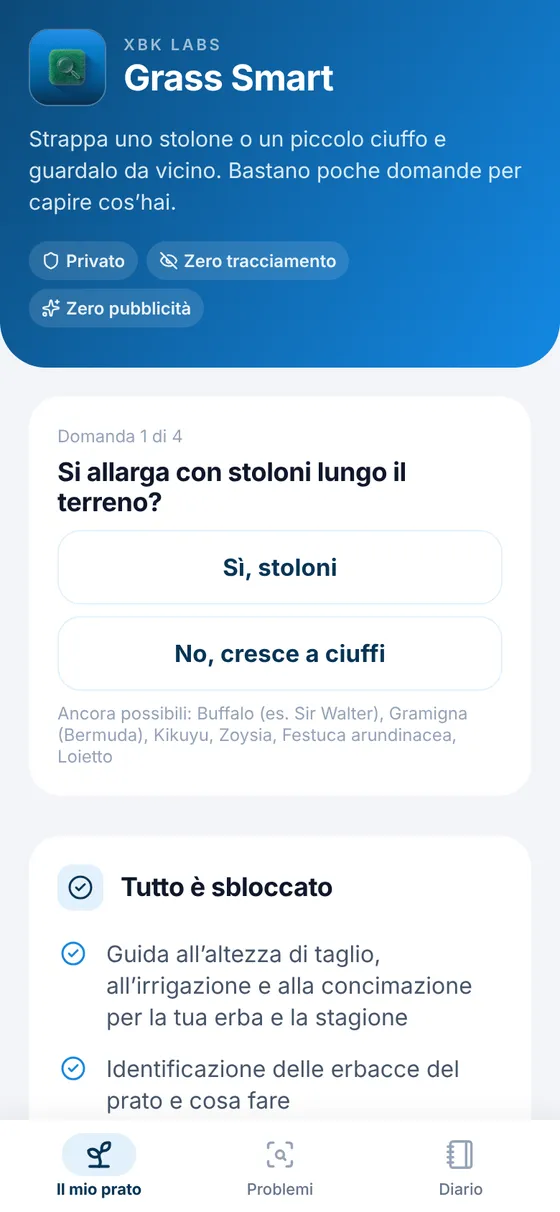 XBK LABS
Grass Smart
Strappa uno stolone o un piccolo ciuffo e
guardalo da vicino. Bastano poche domande per
capire cos’hai.
Privato
Zero tracciamento
Zero pubblicità
Domanda 1 di 4
Si allarga con stoloni lungo il
terreno?
Sì, stoloni
No, cresce a ciuffi
Ancora possibili: Buffalo (es. Sir Walter), Gramigna
(Bermuda), Kikuyu, Zoysia, Festuca arundinacea,
Loietto
Tutto è sbloccato
Guida all’altezza di taglio,
all’irrigazione e alla concimazione
per la tua erba e la stagione
Identificazione delle erbacce del
prato e cosa fare
Il mio prato
Problemi
Diario